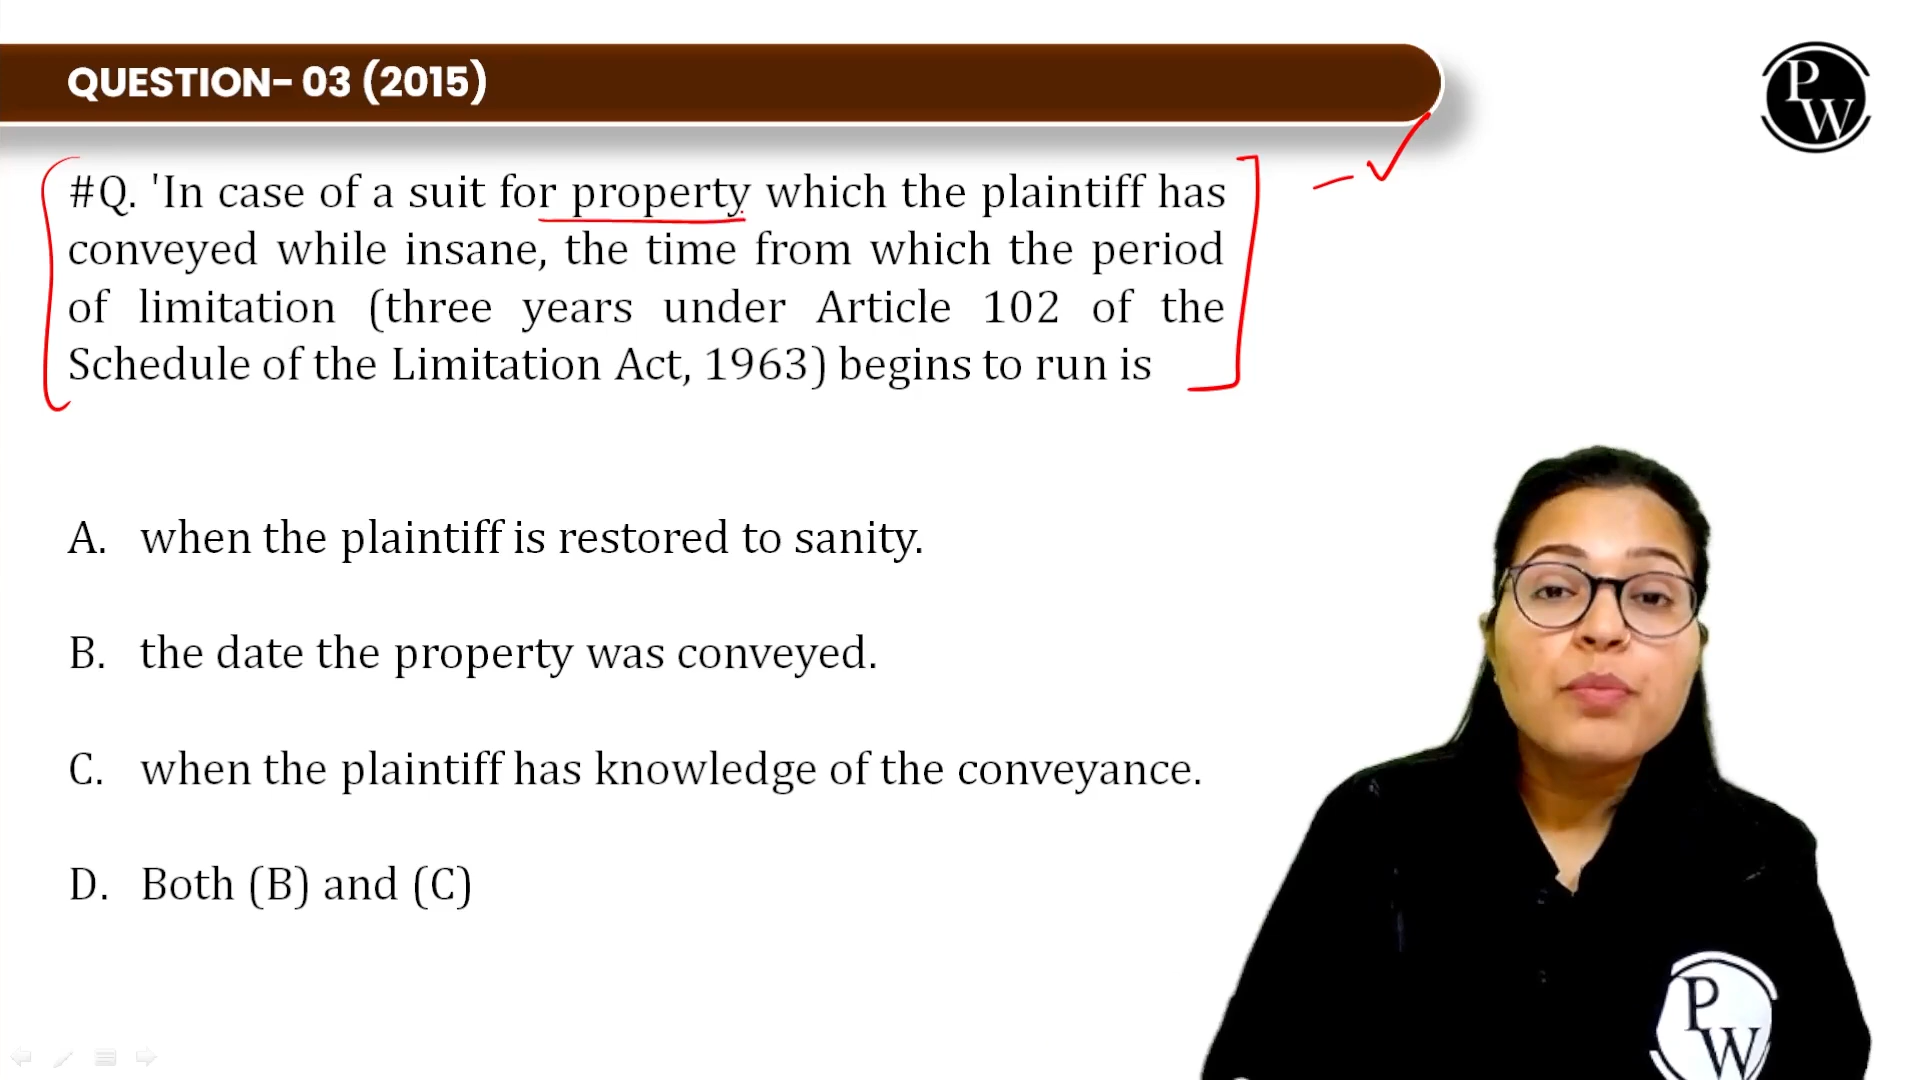 QUESTION- 03 (2015)
PW
#Q. 'In case of a suit for property which the plaintiff has
conveyed while insane, the time from which the period
of limitation (three years under Article 102 of the
Schedule of the Limitation Act, 1963) begins to run is
A. when the plaintiff is restored to sanity.
B. the date the property was conveyed.
C. when the plaintiff has knowledge of the conveyance.
D. Both (B) and (C)
PW